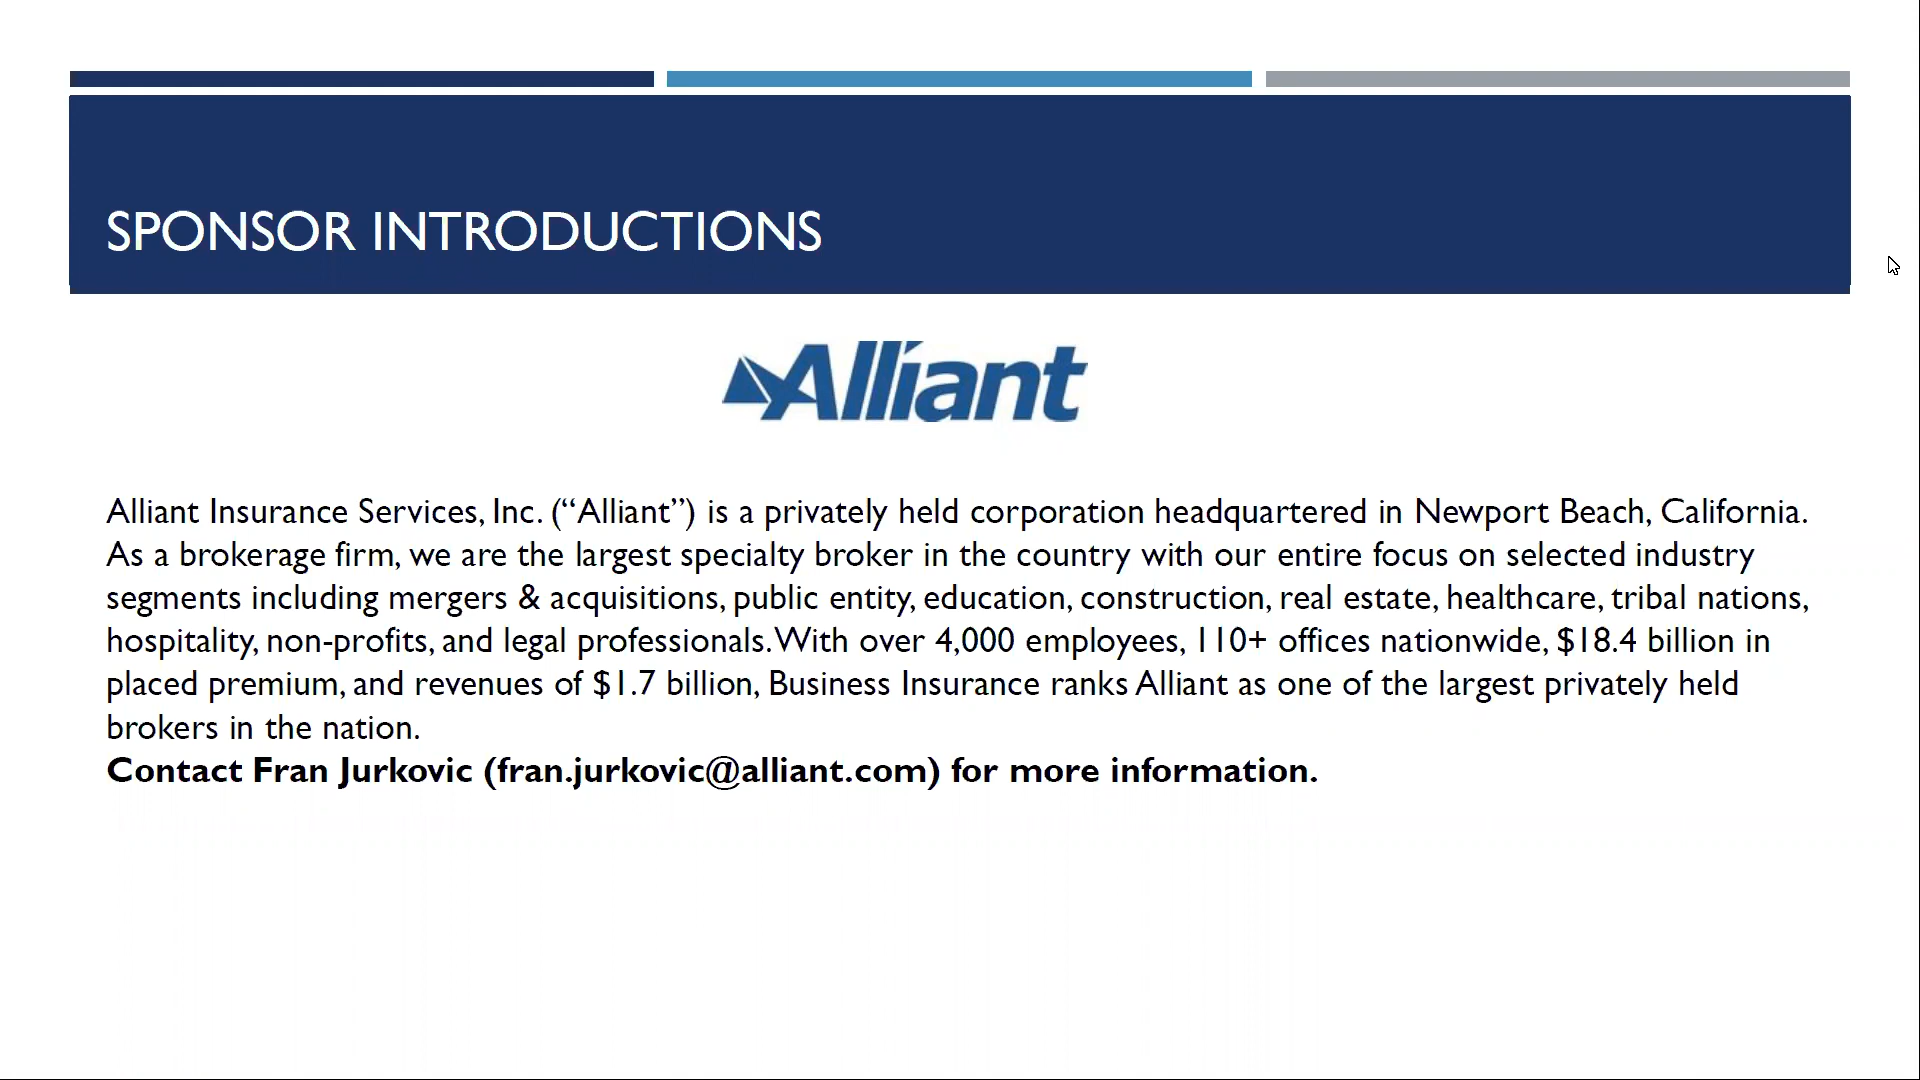 SPONSOR INTRODUCTIONS
Alliant
Alliant Insurance Services, Inc. (“Alliant”) is a privately held corporation headquartered in Newport Beach, California.
As a brokerage firm, we are the largest specialty broker in the country with our entire focus on selected industry
segments including mergers & acquisitions, public entity, education, construction, real estate, healthcare, tribal nations,
hospitality, non-profits, and legal professionals. With over 4,000 employees, 110+ offices nationwide, $18.4 billion in
placed premium, and revenues of $1.7 billion, Business Insurance ranks Alliant as one of the largest privately held
brokers in the nation.
Contact Fran Jurkovic (fran.jurkovic@alliant.com) for more information.